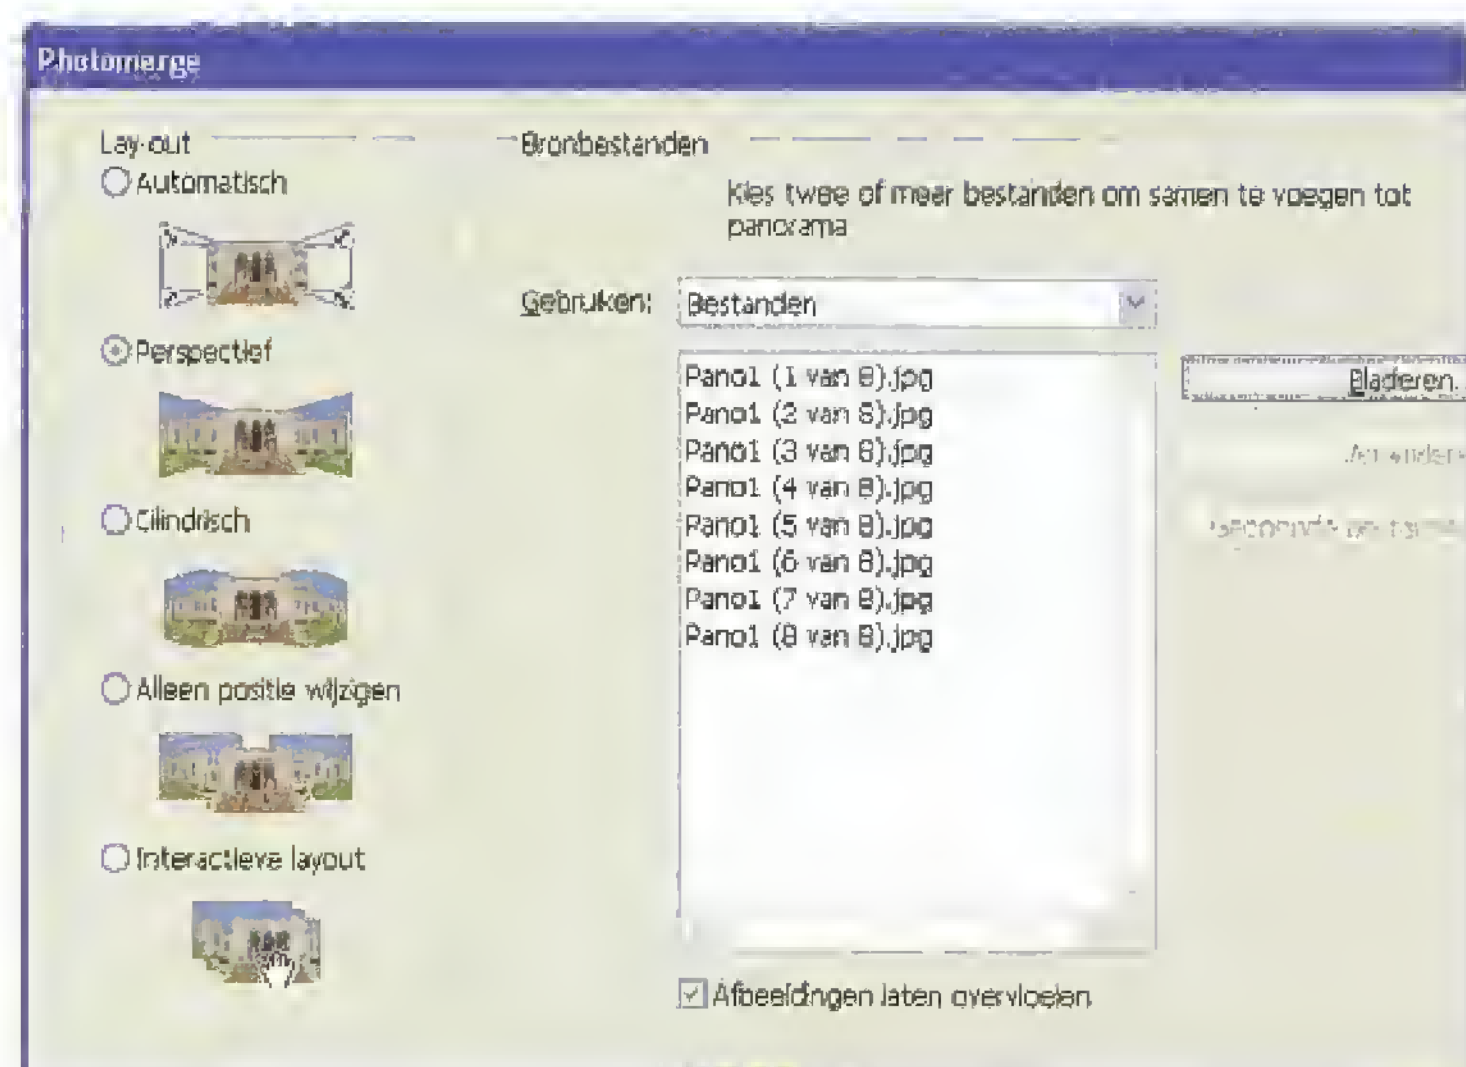 Photomerge
Lay-out
Automatisch
Perspectief
Cilindrisch
Alleen positie wijzigen
Interactieve layout
Bronbestanden
Kies twee of meer bestanden om samen te voegen tot
panorama
Gebruiken:
Bestanden
Pano1 (1 van 8).jpg
Pano1 (2 van 8).jpg
Pano1 (3 van 8).jpg
Pano1 (4 van 8).jpg
Pano1 (5 van 8).jpg
Pano1 (6 van 8).jpg
Pano1 (7 van 8).jpg
Pano1 (8 van 8).jpg
Bladeren.
Afbeeldingen laten overvloeien